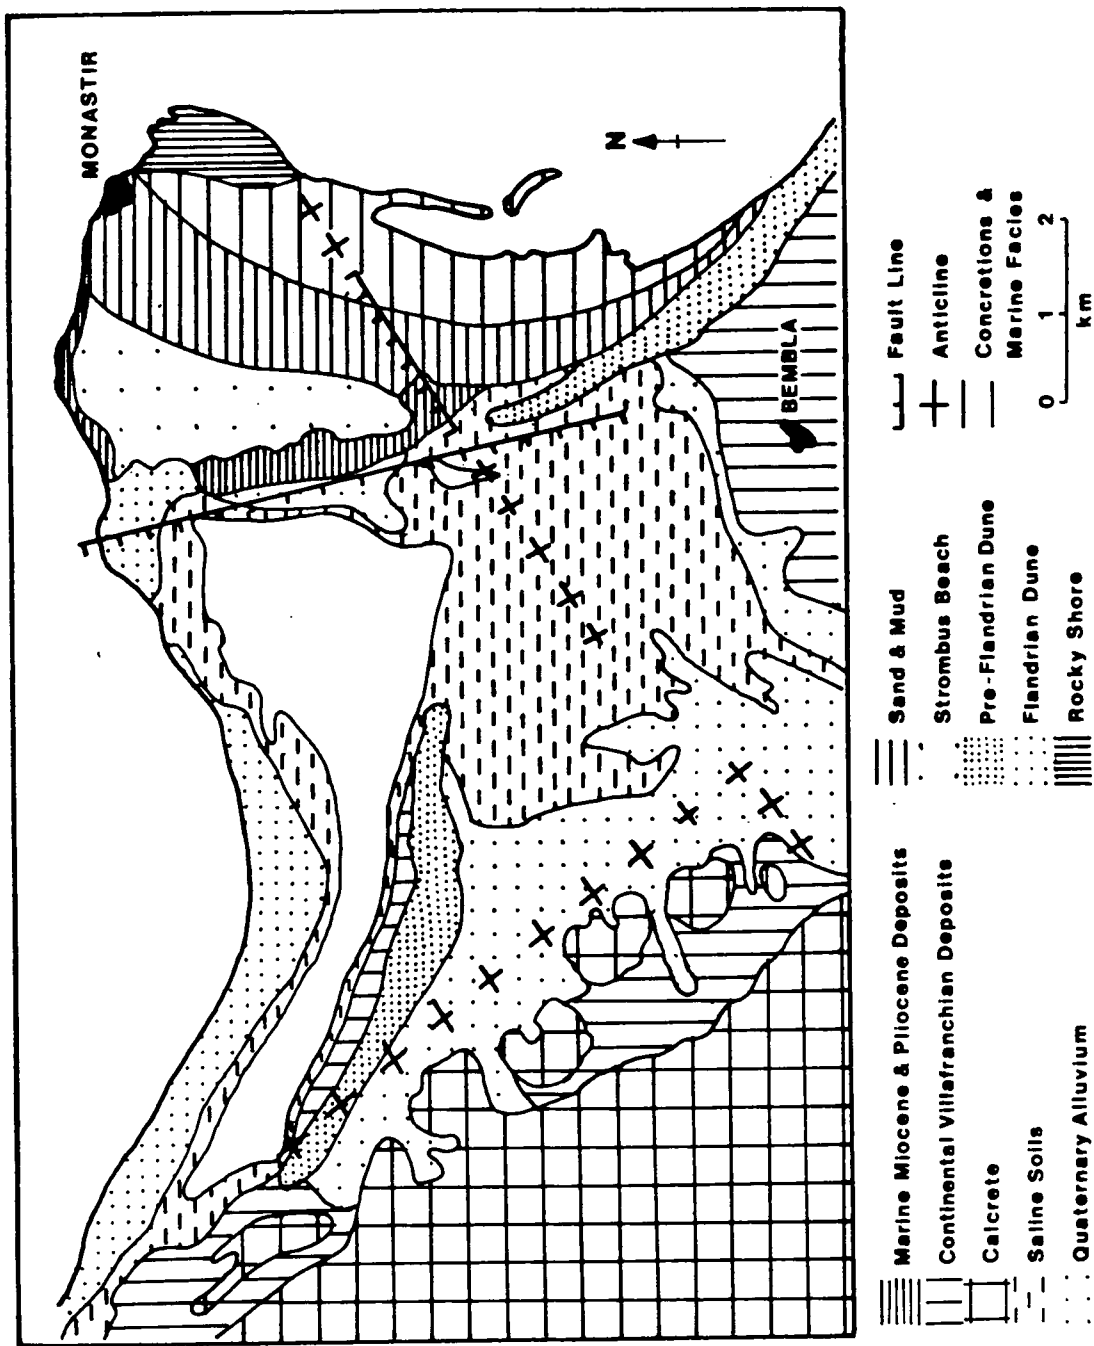 MONASTIR
N
BEMBLA
Marine Miocene & Pliocene Deposits
Continental Villafranchian Deposits
Calcrete
Saline Soils
Quaternary Alluvium
Sand & Mud
Strombus Beach
Pre-Flandrian Dune
Flandrian Dune
Rocky Shore
Fault Line
Anticline
Concretions &
Marine Facies
0 1 2
km